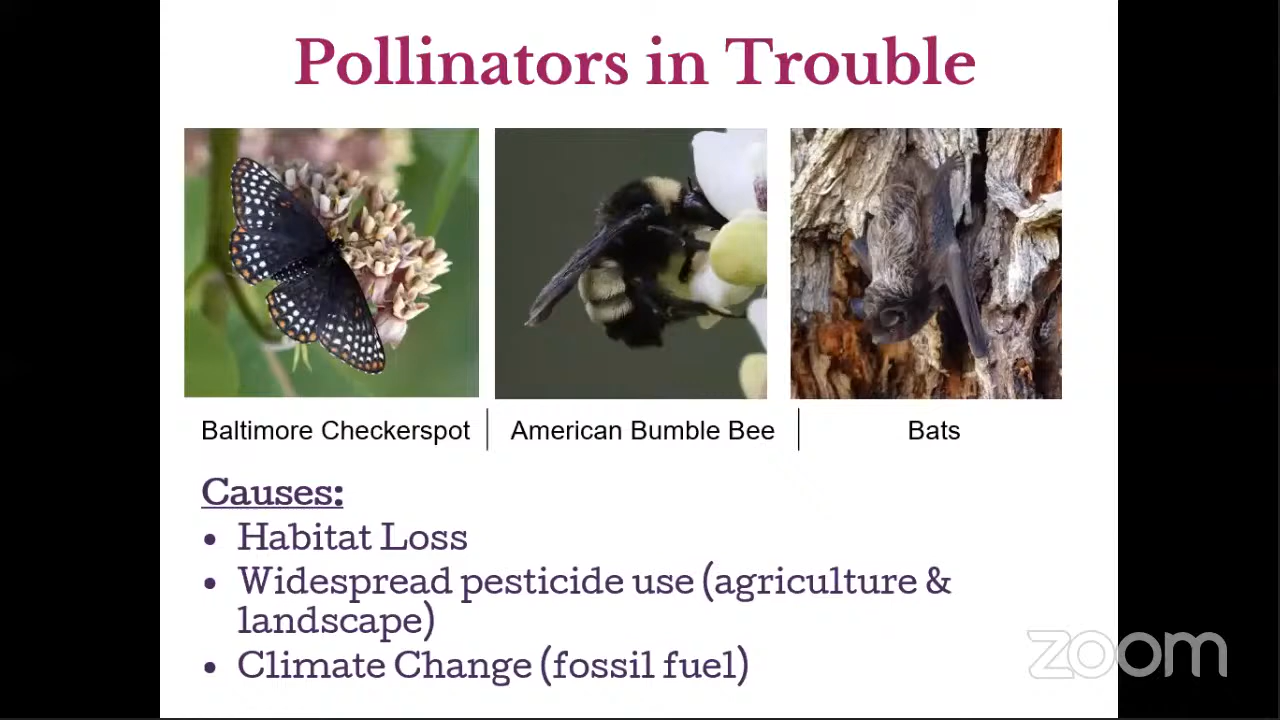 Pollinators in Trouble
Baltimore Checkerspot
American Bumble Bee
Bats
Causes:
• Habitat Loss
• Widespread pesticide use (agriculture &
landscape)
• Climate Change (fossil fuel)
zoom